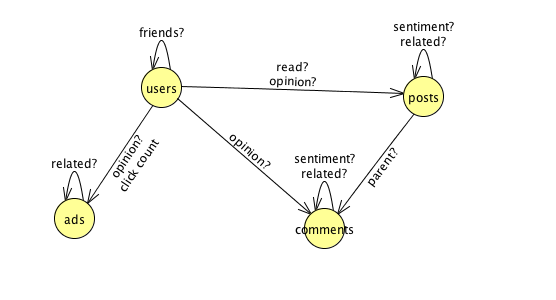 friends?
sentiment?
related?
users
read?
opinion?
posts
opinion?
click count
opinion?
parent?
related?
sentiment?
related?
ads
comments